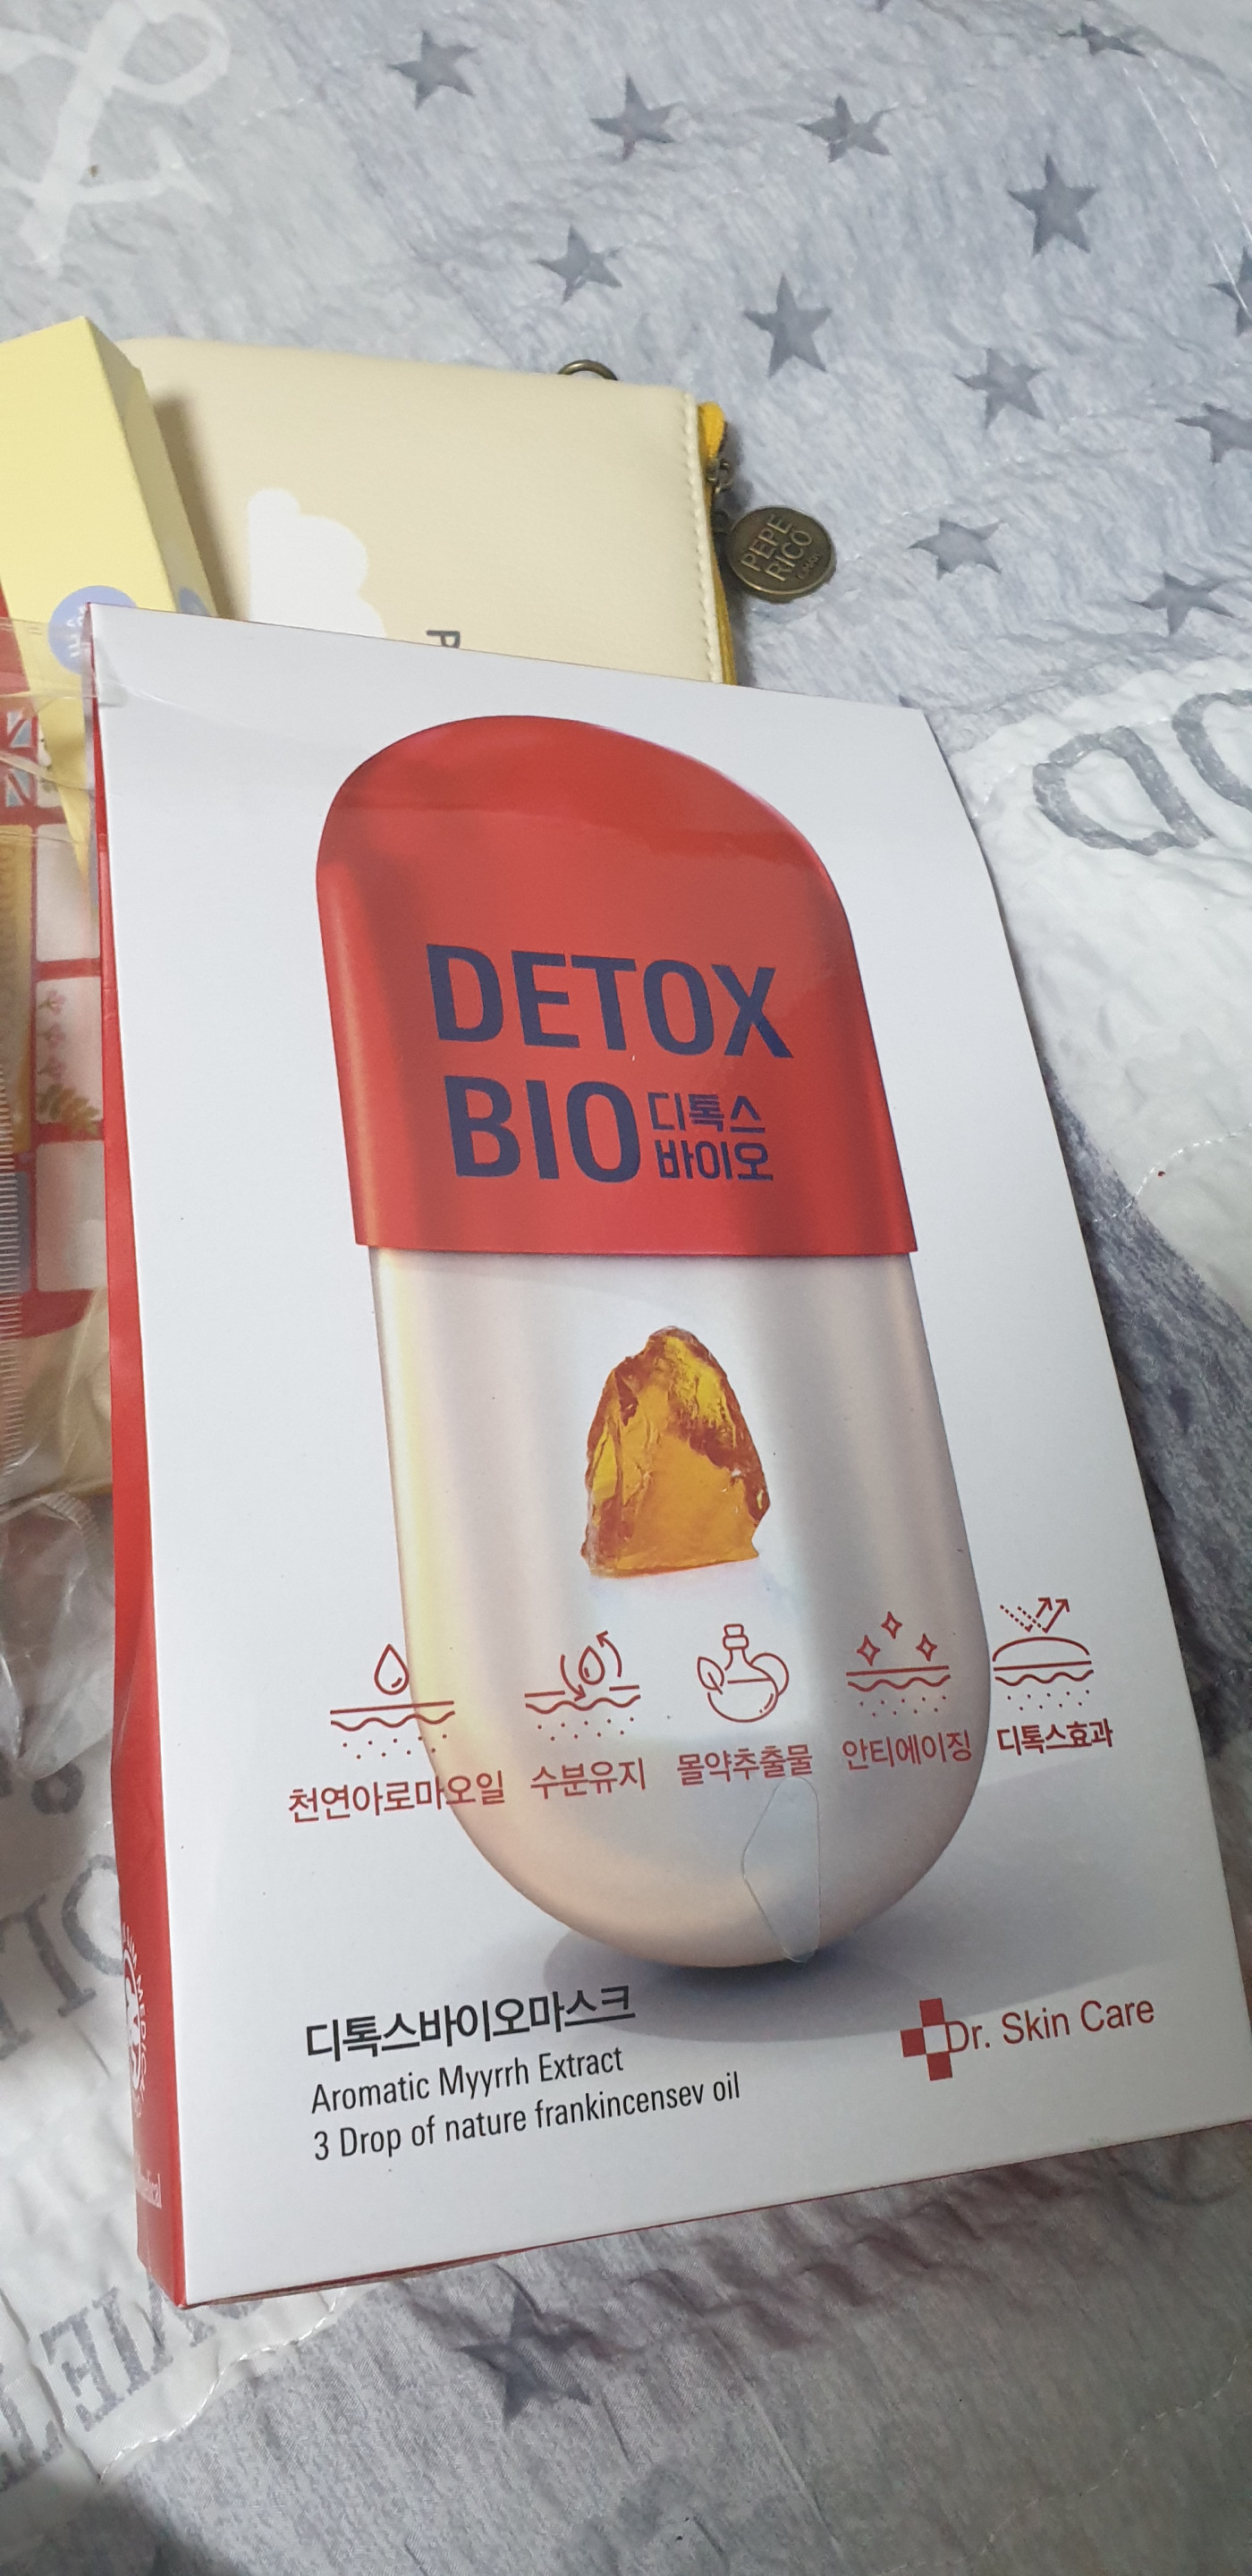 PEPE
RICO
DETOX
BIO 디톡스
바이오
천연아로마오일 수분유지 몰약추출물 안티에이징 디톡스효과
디톡스바이오마스크
Aromatic Myyrrh Extract
3 Drop of nature frankincensev oil
Dr. Skin Care